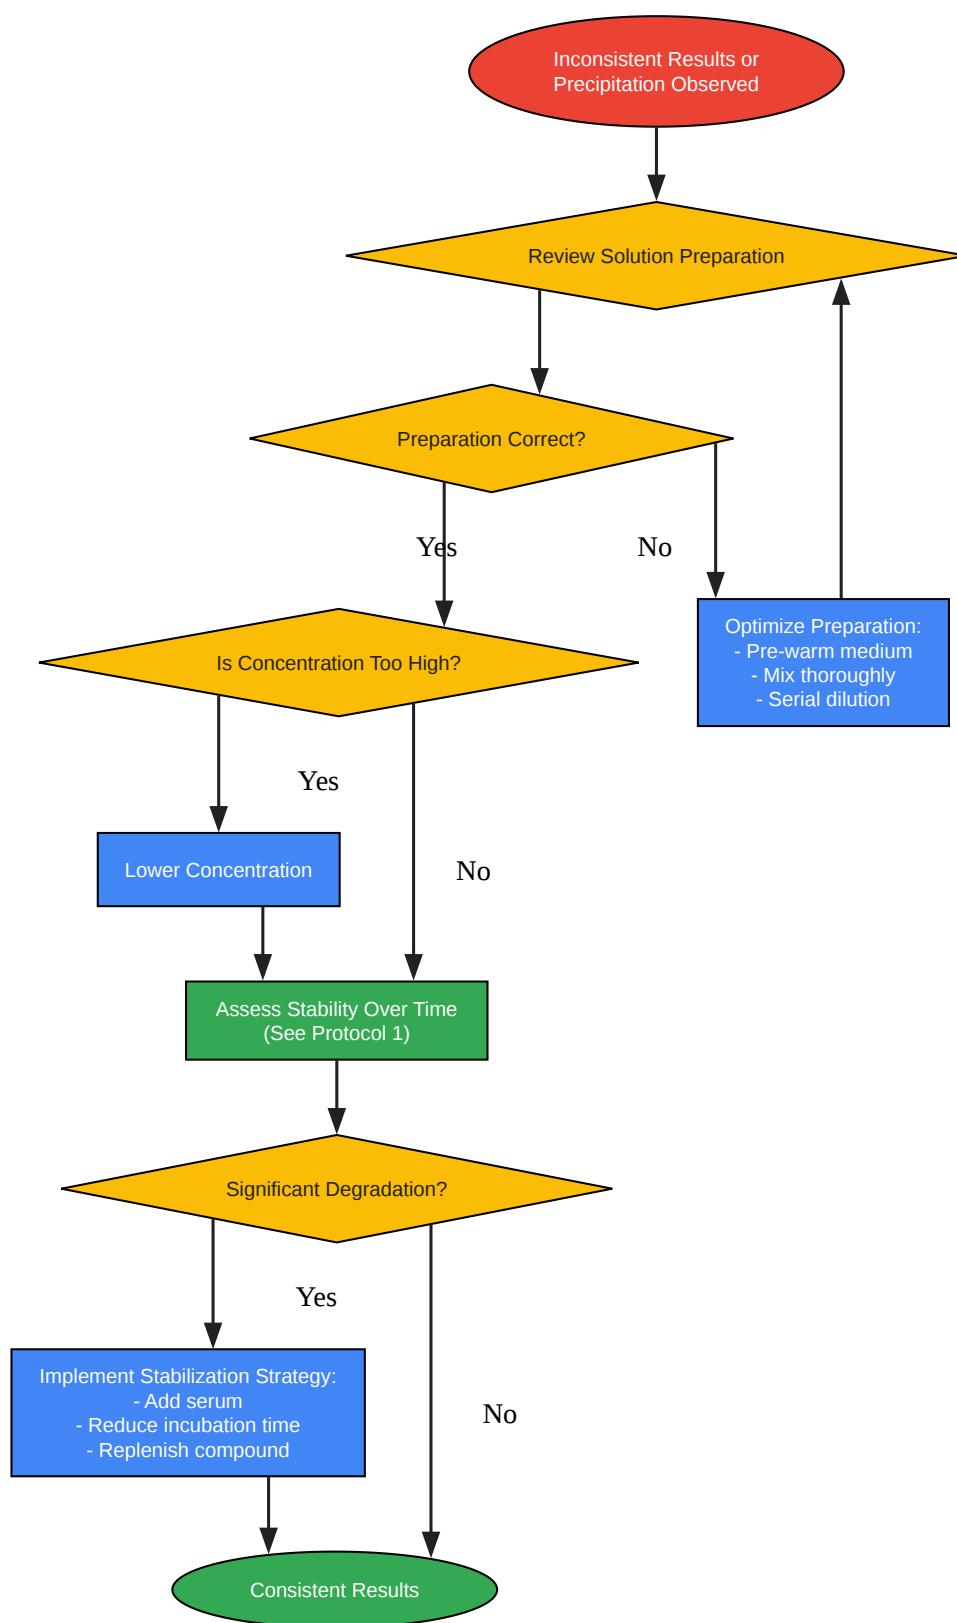 Inconsistent Results or
Precipitation Observed
Review Solution Preparation
Preparation Correct?
Yes
No
Optimize Preparation:
- Pre-warm medium
- Mix thoroughly
- Serial dilution
Is Concentration Too High?
Yes
Lower Concentration
No
Assess Stability Over Time
(See Protocol 1)
Significant Degradation?
Yes
Implement Stabilization Strategy:
- Add serum
- Reduce incubation time
- Replenish compound
No
Consistent Results